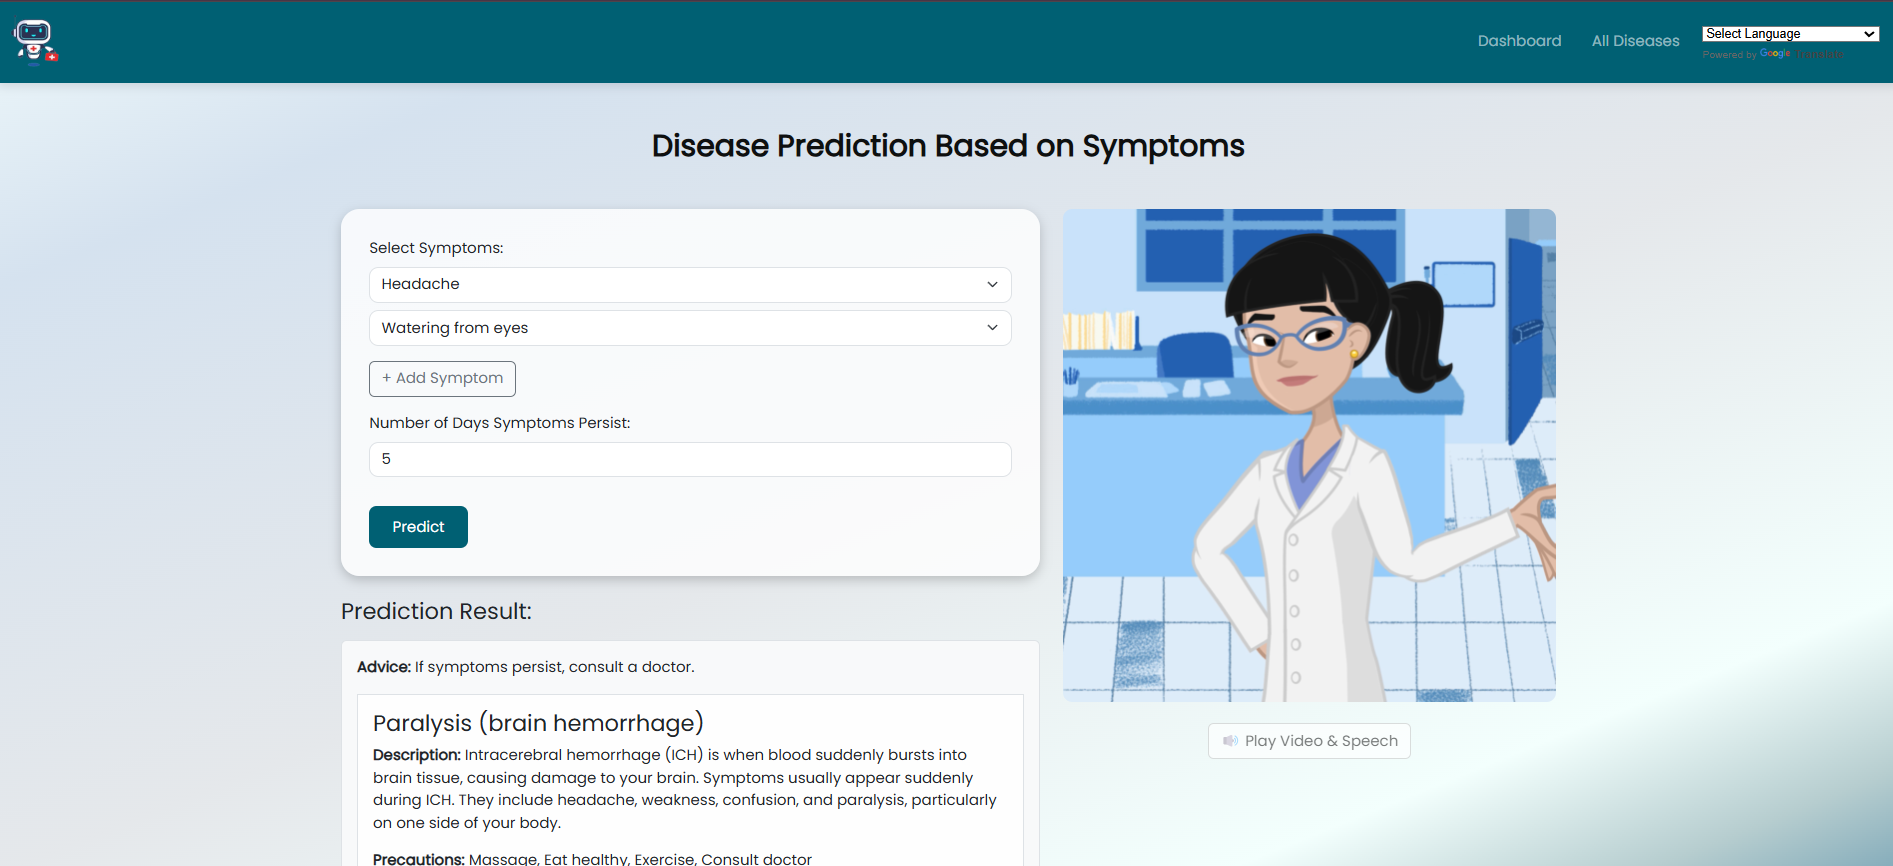 Dashboard
All Diseases
Select Language
Powered by Google Translate
Disease Prediction Based on Symptoms
Select Symptoms:
Headache
Watering from eyes
+ Add Symptom
Number of Days Symptoms Persist:
5
Predict
Prediction Result:
Advice: If symptoms persist, consult a doctor.
Paralysis (brain hemorrhage)
Description: Intracerebral hemorrhage (ICH) is when blood suddenly bursts into
brain tissue, causing damage to your brain. Symptoms usually appear suddenly
during ICH. They include headache, weakness, confusion, and paralysis, particularly
on one side of your body.
Precautions: Massage, Eat healthy, Exercise, Consult doctor
Play Video & Speech